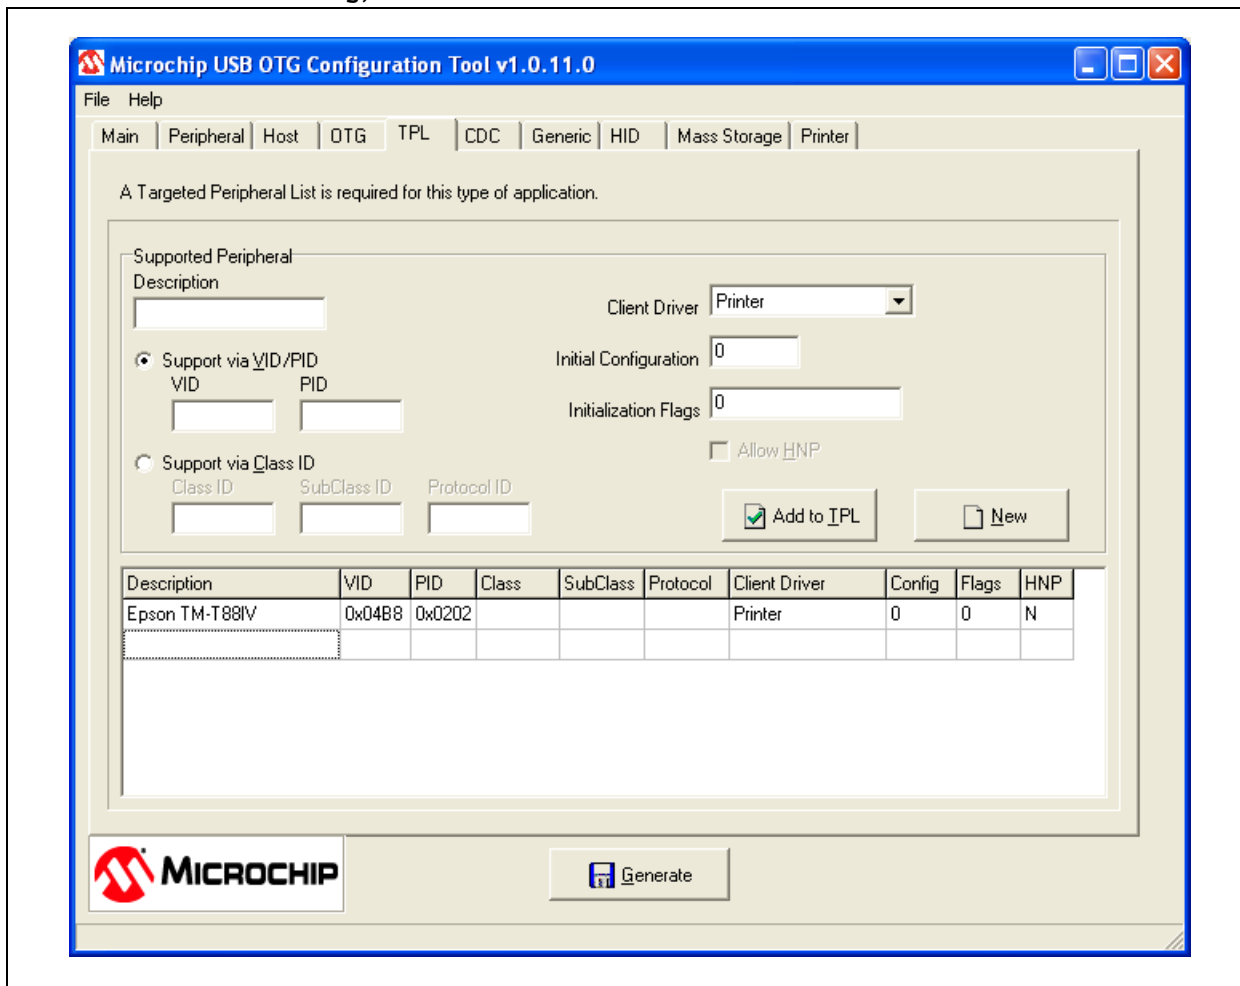 Microchip USB OTG Configuration Tool v1.0.11.0
File Help
Main Peripheral Host OTG TPL CDC Generic HID Mass Storage Printer
A Targeted Peripheral List is required for this type of application.
Supported Peripheral
Description
Client Driver Printer
Support via VID/PID
Initial Configuration 0
VID PID
Initialization Flags 0
Allow HNP
Support via Class ID
Class ID SubClass ID Protocol ID
Add to TPL New
Description VID PID Class SubClass Protocol Client Driver Config Flags HNP
Epson TM-T88IV 0x04B8 0x0202 Printer 0 0 N
MICROCHIP
Generate